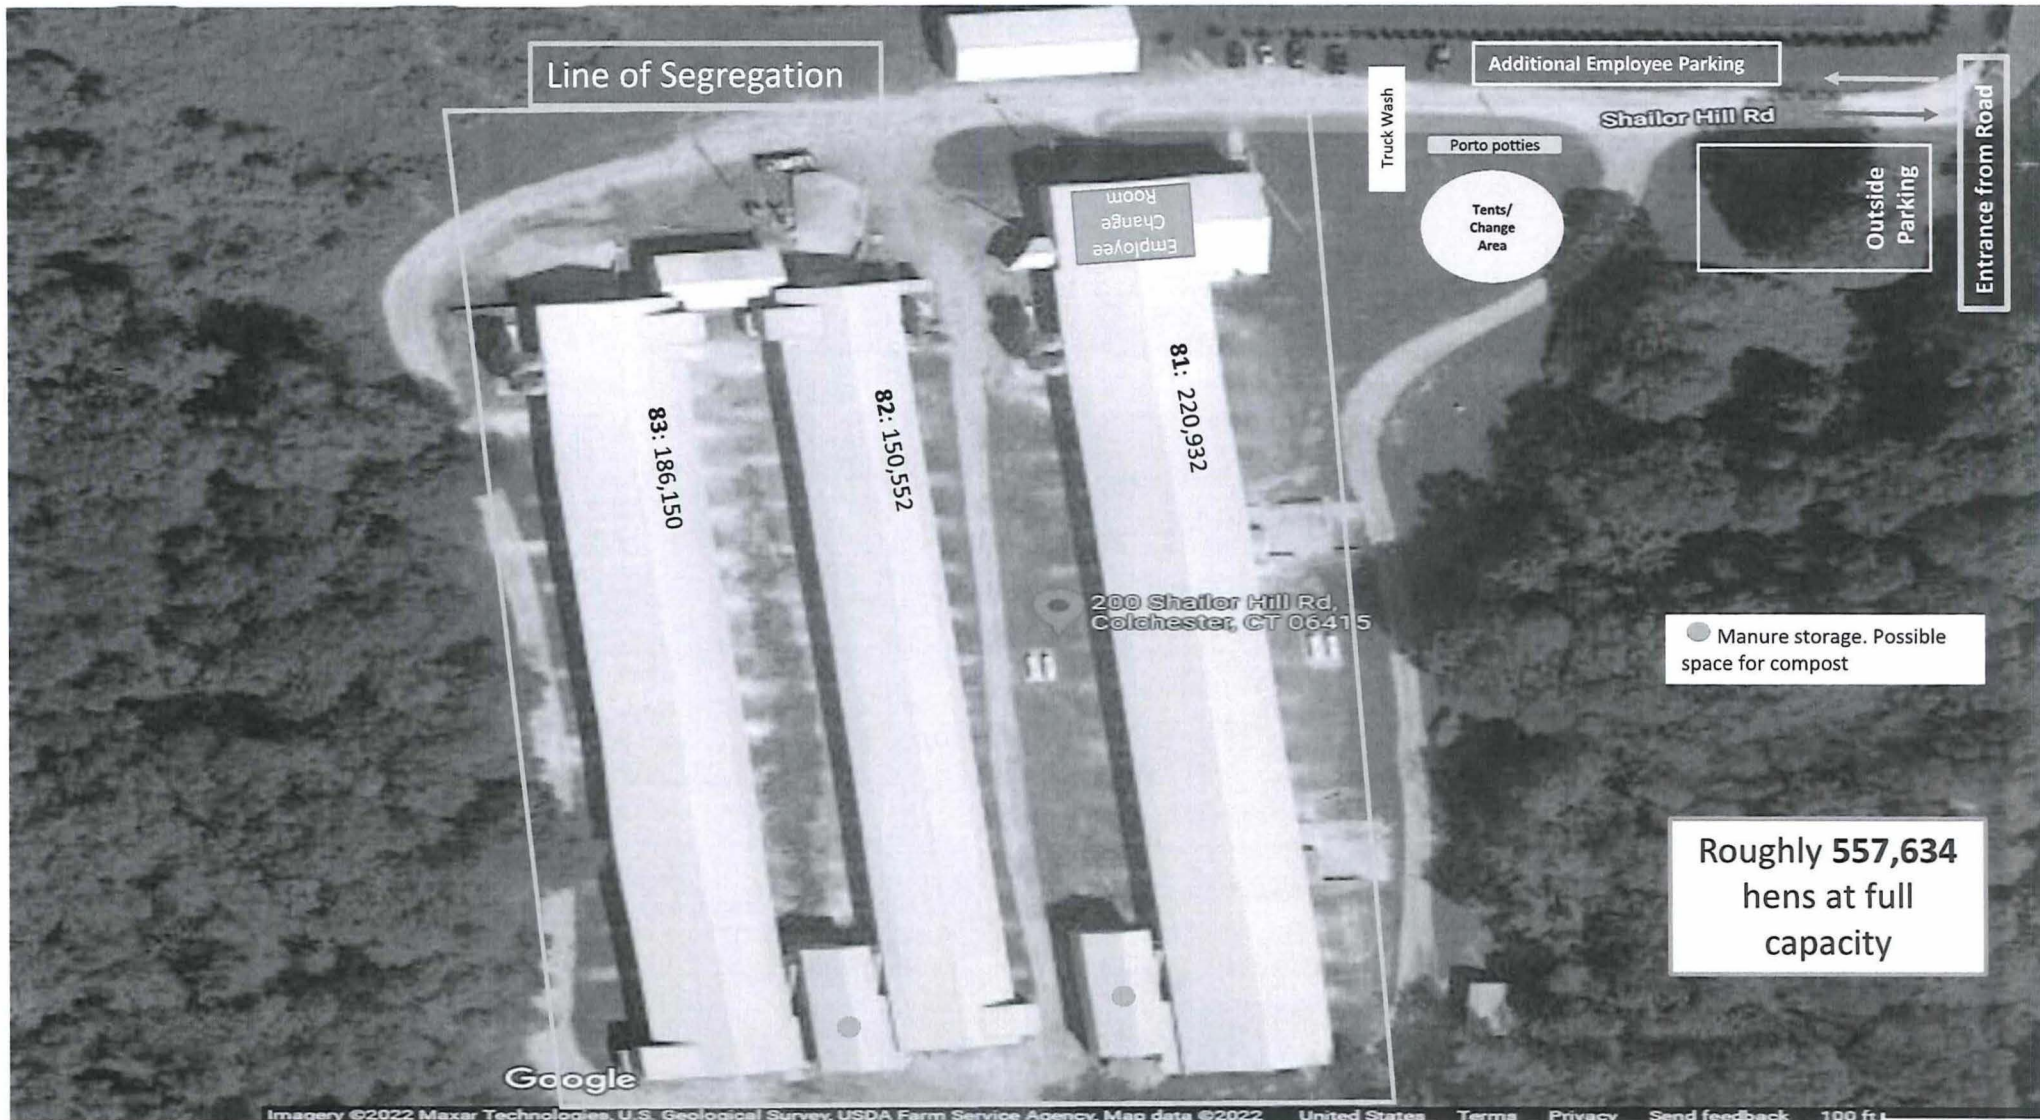 Line of Segregation
Additional Employee Parking
Shailor Hill Rd
Entrance from Road
Truck Wash
Porto potties
Outside
Parking
Tents/
Change
Area
Employee
Change
Room
81: 220,932
82: 150,552
83: 186,150
200 Shailor Hill Rd,
Colchester, CT 06415
Manure storage. Possible
space for compost
Roughly 557,634
hens at full
capacity
Google
Imagery ©2022 Maxar Technologies, U.S. Geological Survey, USDA Farm Service Agency, Map data ©2022 United States Terms Privacy Send feedback 100 ft